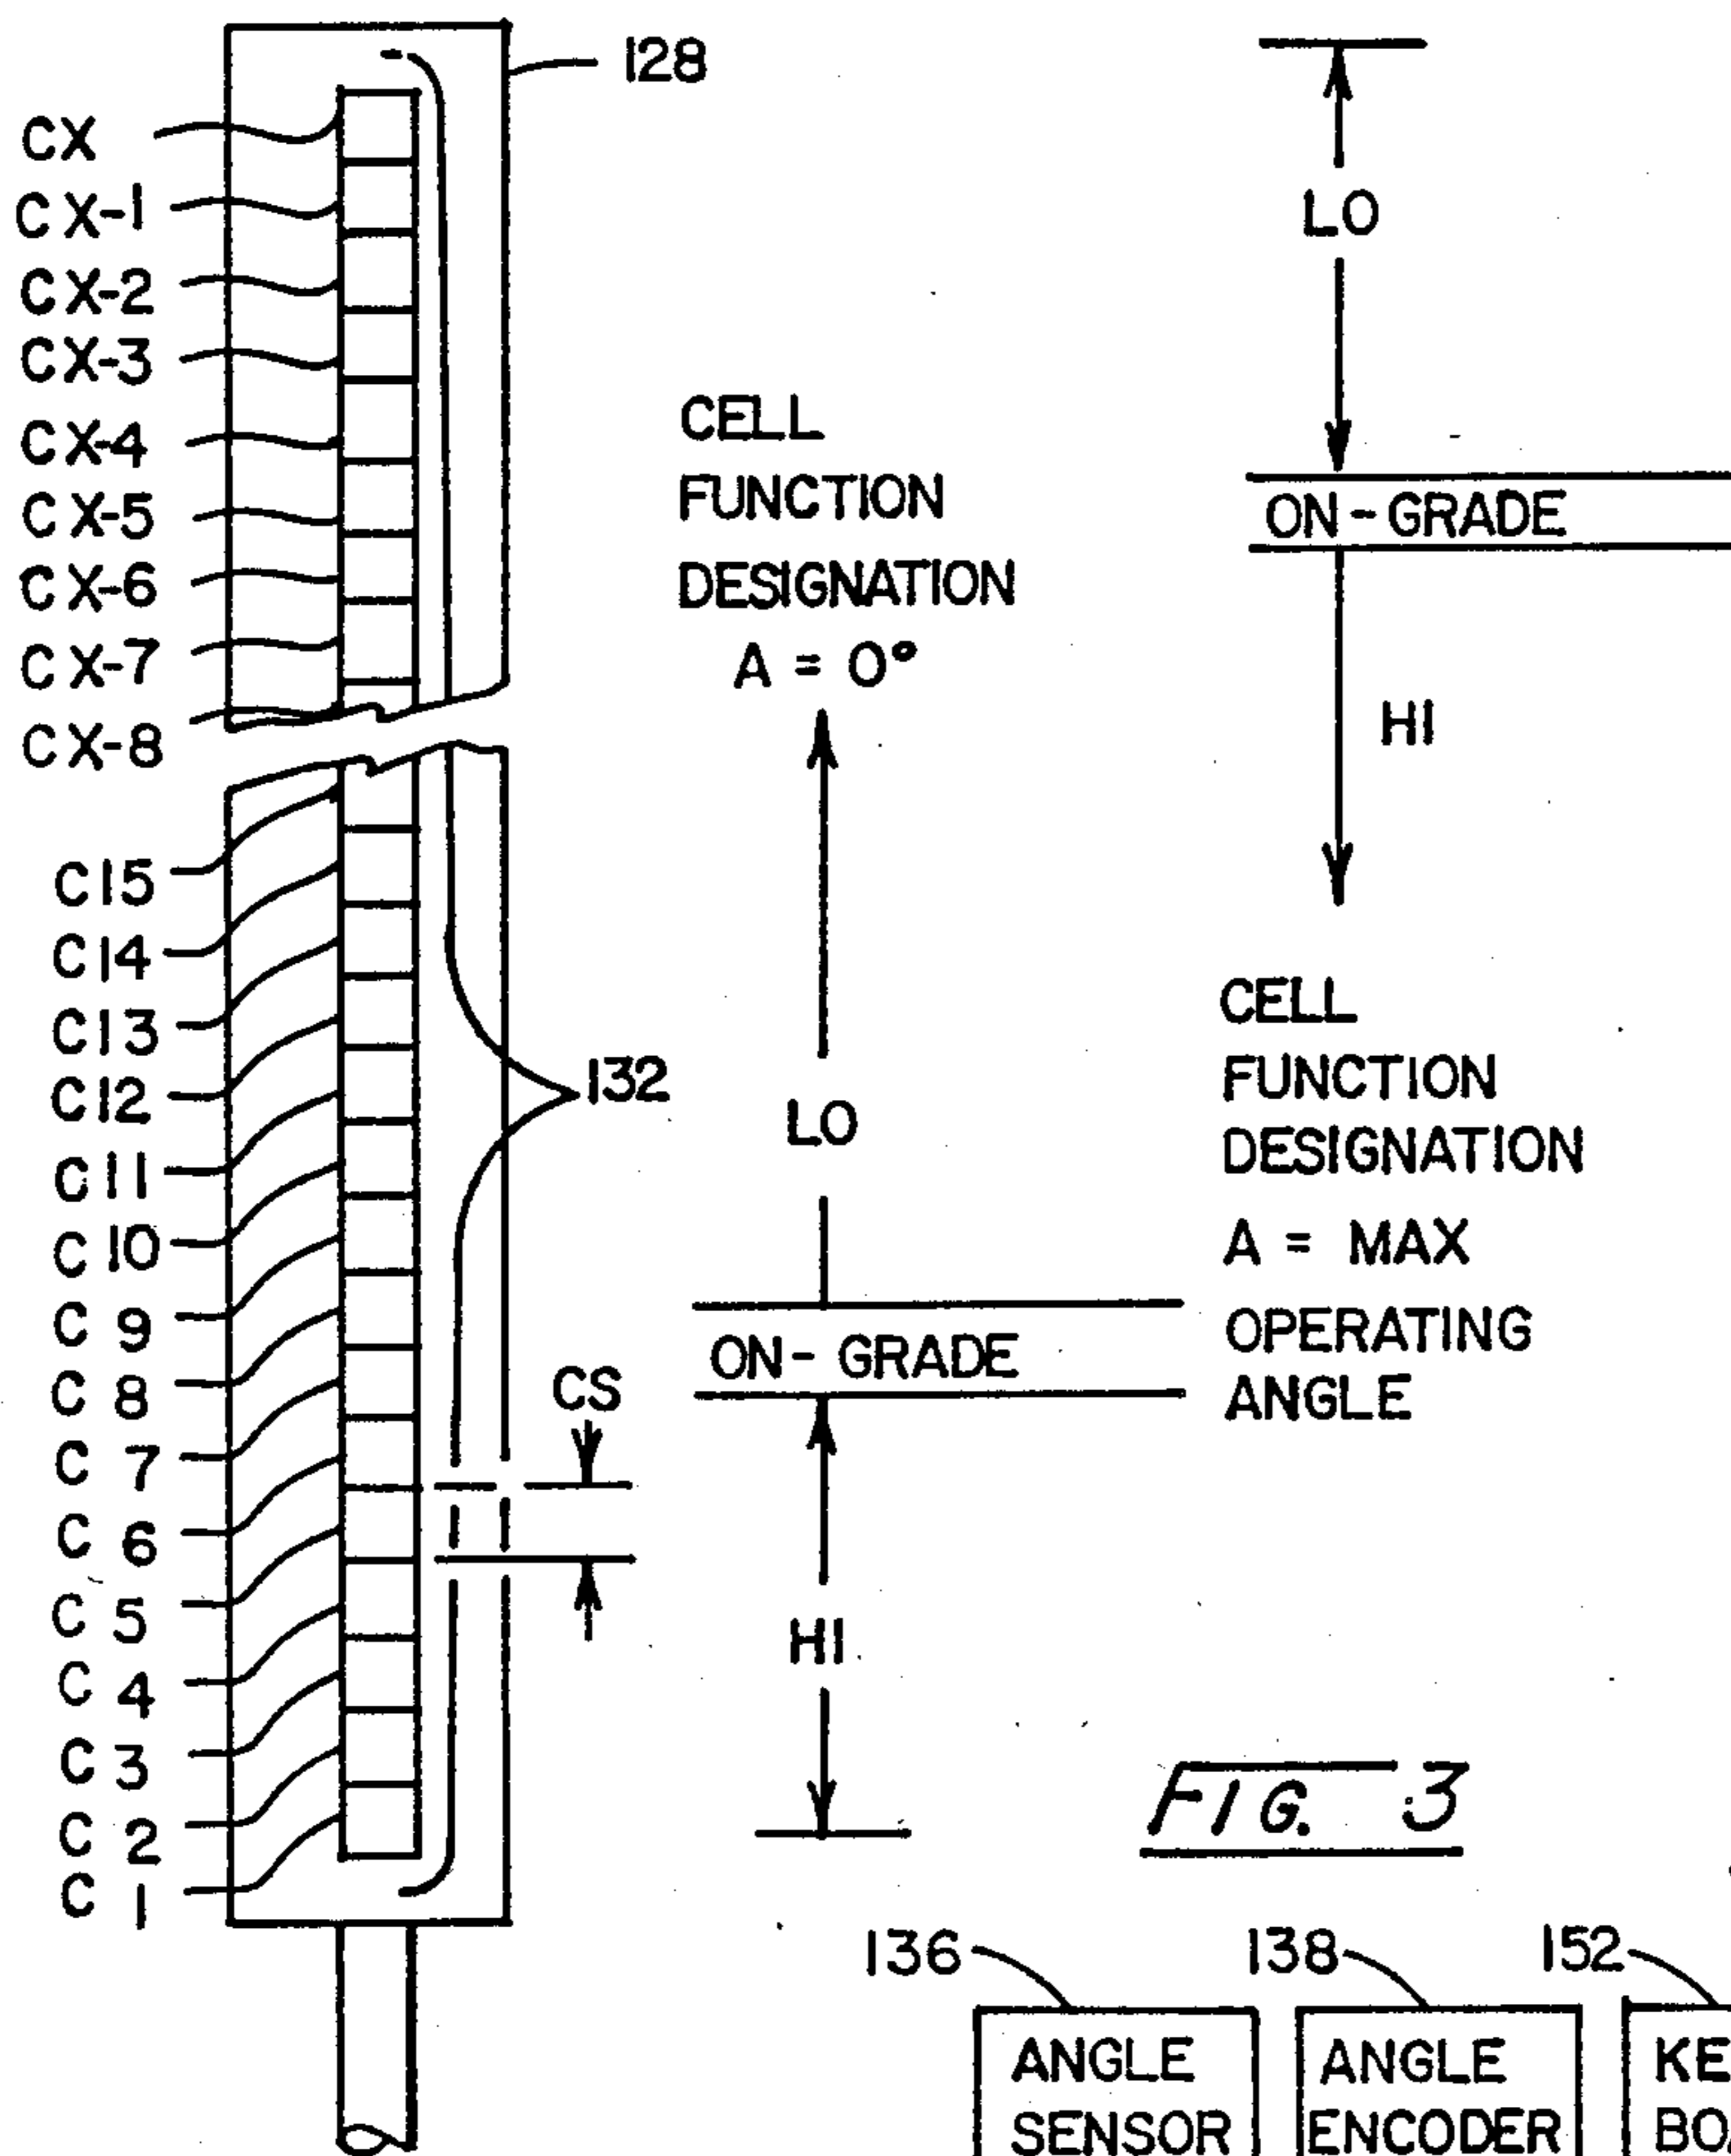 128
CX
CX-1
CX-2
CX-3
CX-4
CX-5
CX-6
CX-7
CX-8
C15
C14
C13
C12
C11
C10
C 9
C 8
C 7
C 6
C 5
C 4
C 3
C 2
C 1
132
CS
CELL
FUNCTION
DESIGNATION
A = 0°
LO
ON-GRADE
HI
LO
ON-GRADE
HI
CELL
FUNCTION
DESIGNATION
A = MAX
OPERATING
ANGLE
FIG. 3
136
138
152
ANGLE
SENSOR
ANGLE
ENCODER
KE
BO